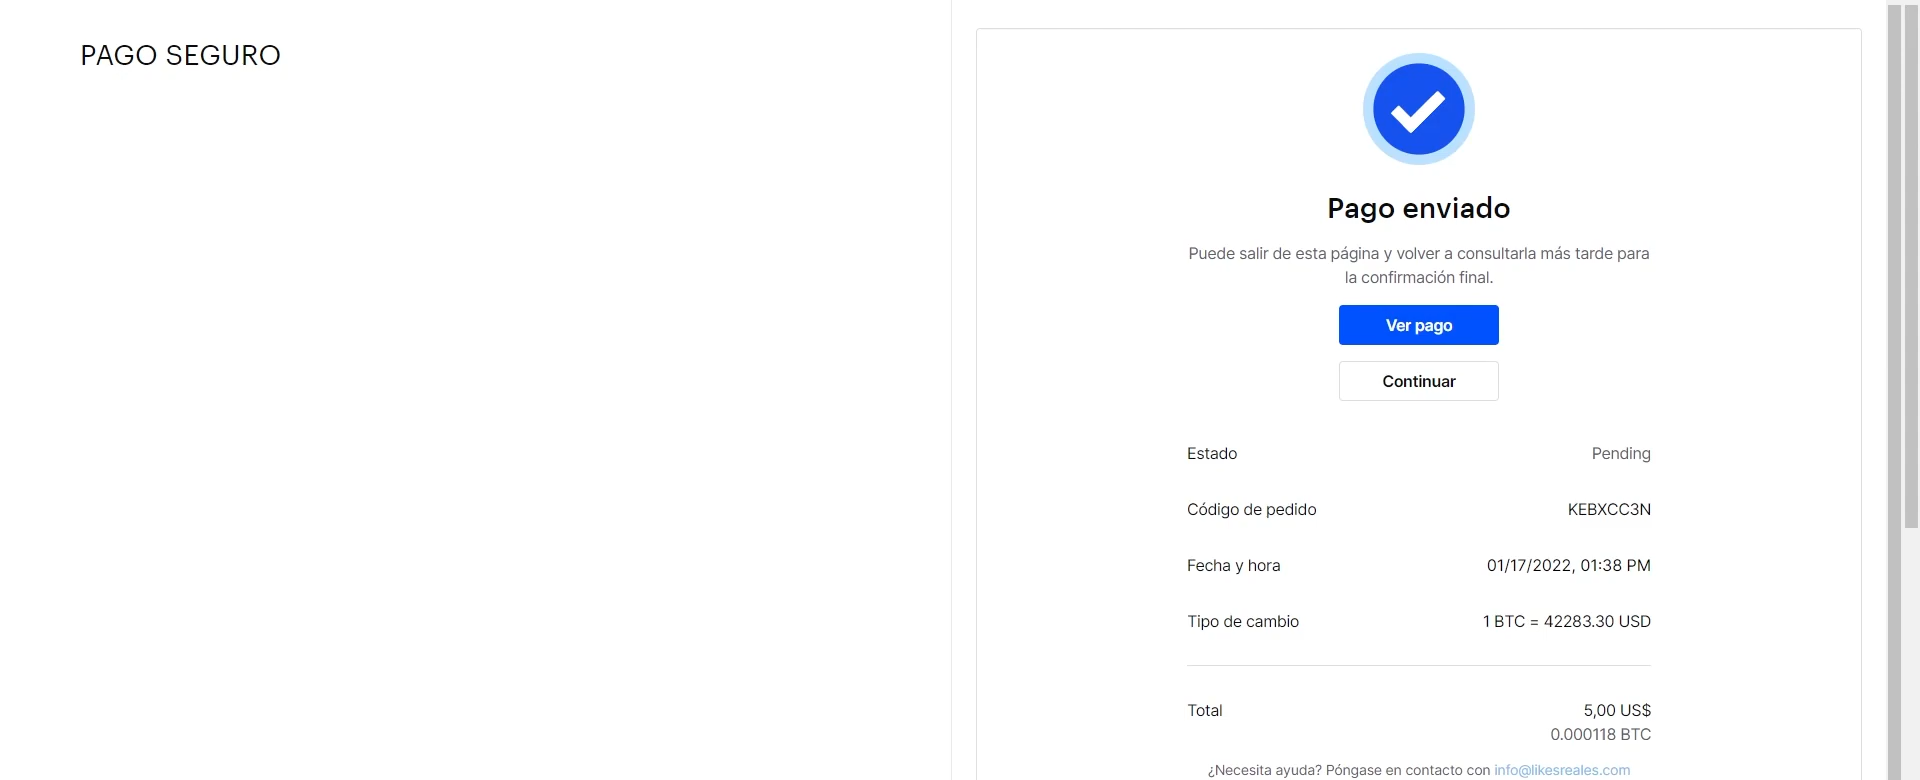 PAGO SEGURO
Pago enviado
Puede salir de esta página y volver a consultarla más tarde para
la confirmación final.
Ver pago
Continuar
Estado Pending
Código de pedido KEBXCC3N
Fecha y hora 01/17/2022, 01:38 PM
Tipo de cambio 1 BTC = 42283.30 USD
Total 5,00 US$
0.000118 BTC
¿Necesita ayuda? Póngase en contacto con info@likesreales.com